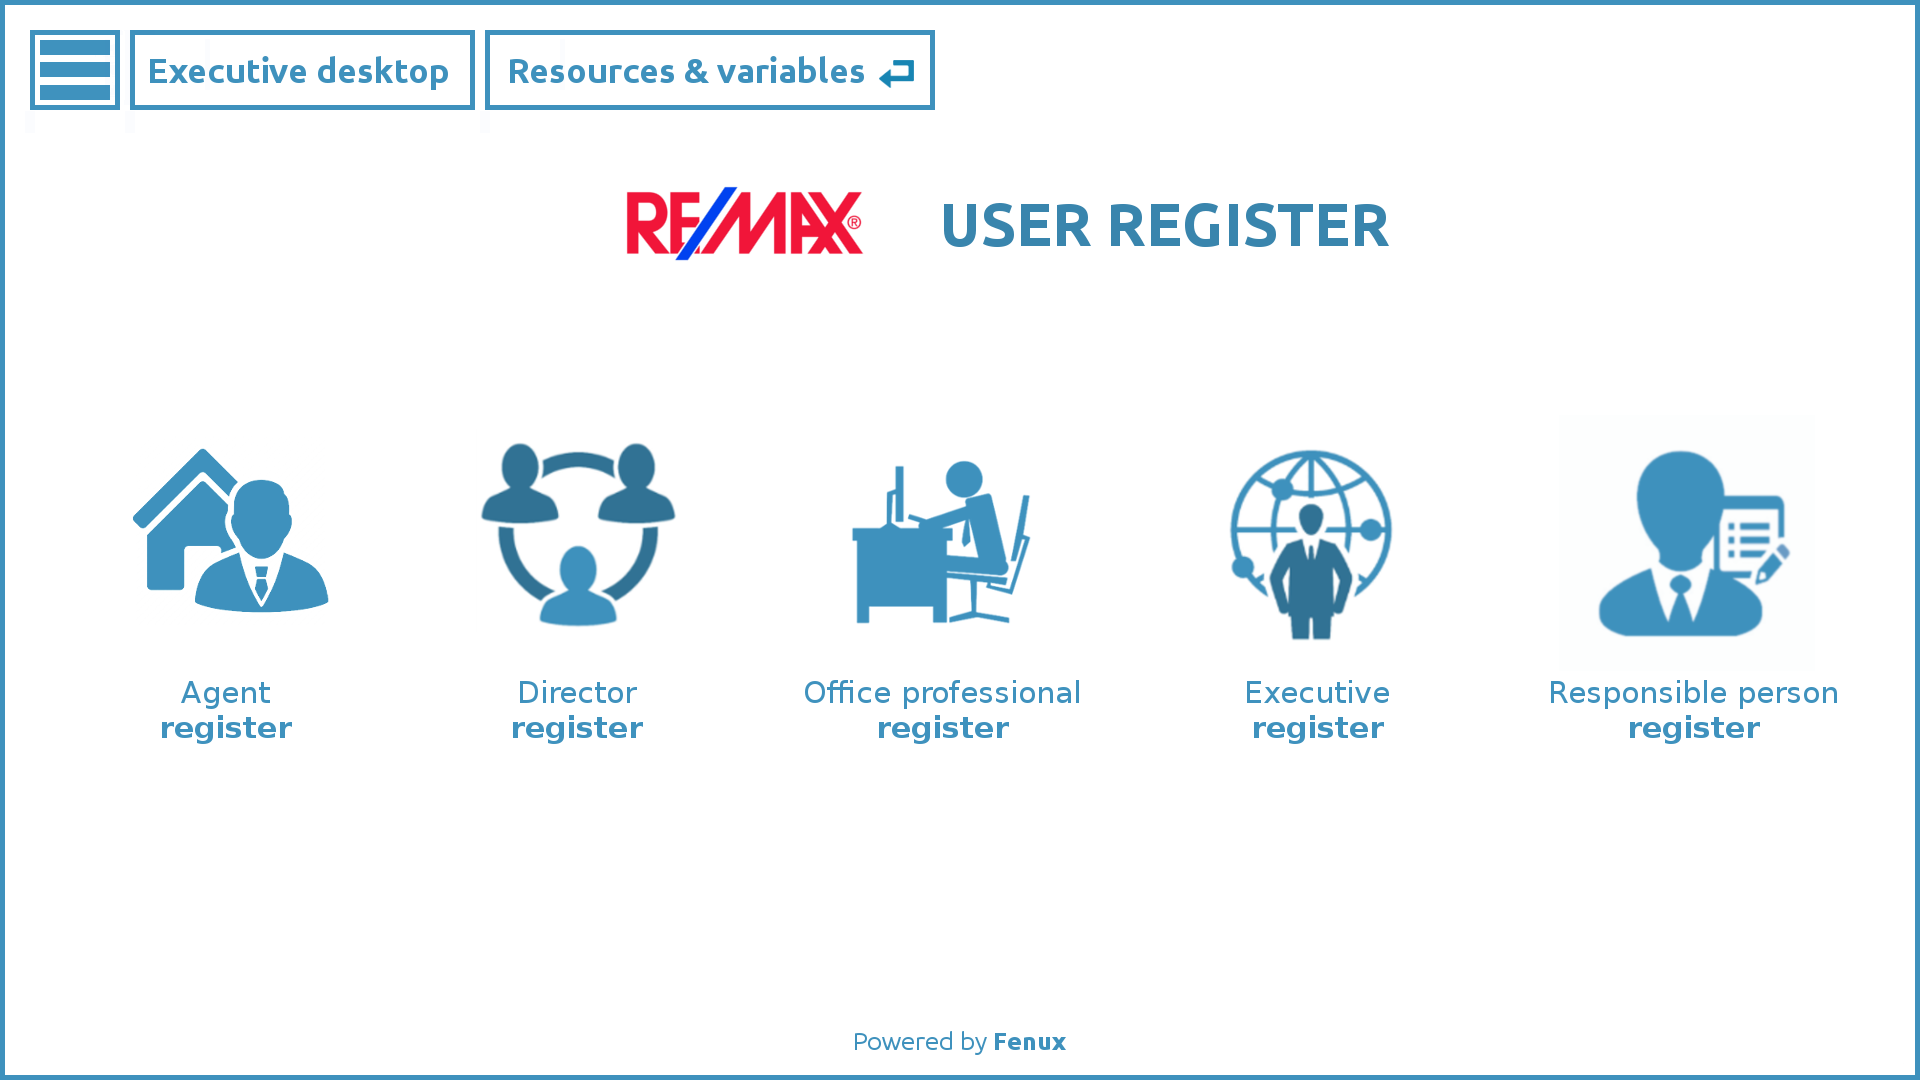 Executive desktop
Resources & variables
RE/MAX®
USER REGISTER
Agent
register
Director
register
Office professional
register
Executive
register
Responsible person
register
Powered by Fenux